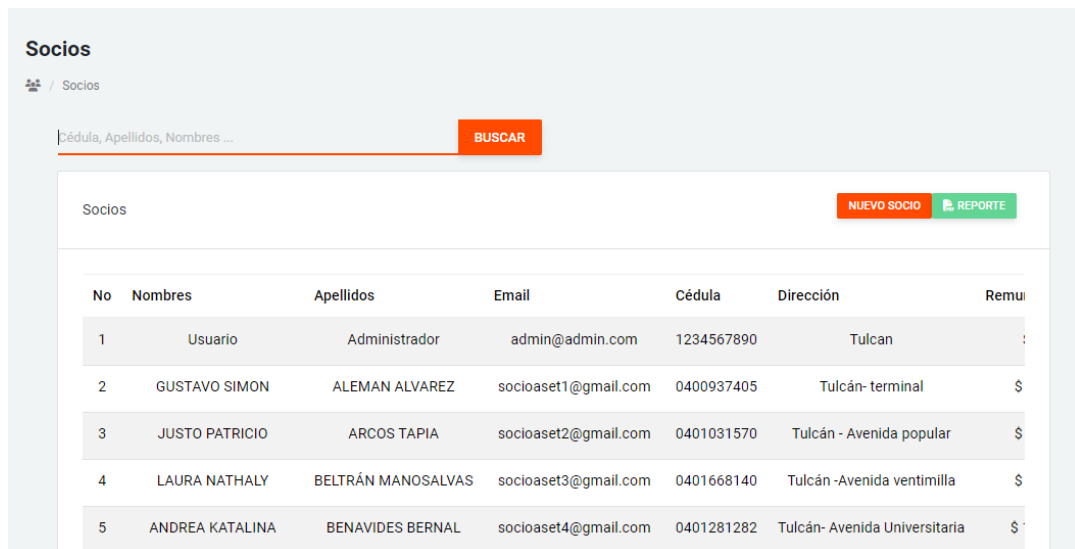 Socios
/ Socios
Cédula, Apellidos, Nombres ... BUSCAR
Socios NUEVO SOCIO REPORTE
No Nombres Apellidos Email Cédula Dirección
1 Usuario Administrador admin@admin.com 1234567890 Tulcan
2 GUSTAVO SIMON ALEMAN ALVAREZ socioaset1@gmail.com 0400937405 Tulcán- terminal $
3 JUSTO PATRICIO ARCOS TAPIA socioaset2@gmail.com 0401031570 Tulcán - Avenida popular $
4 LAURA NATHALY BELTRÁN MANOSALVAS socioaset3@gmail.com 0401668140 Tulcán -Avenida ventimilla $
5 ANDREA KATALINA BENAVIDES BERNAL socioaset4@gmail.com 0401281282 Tulcán- Avenida Universitaria $